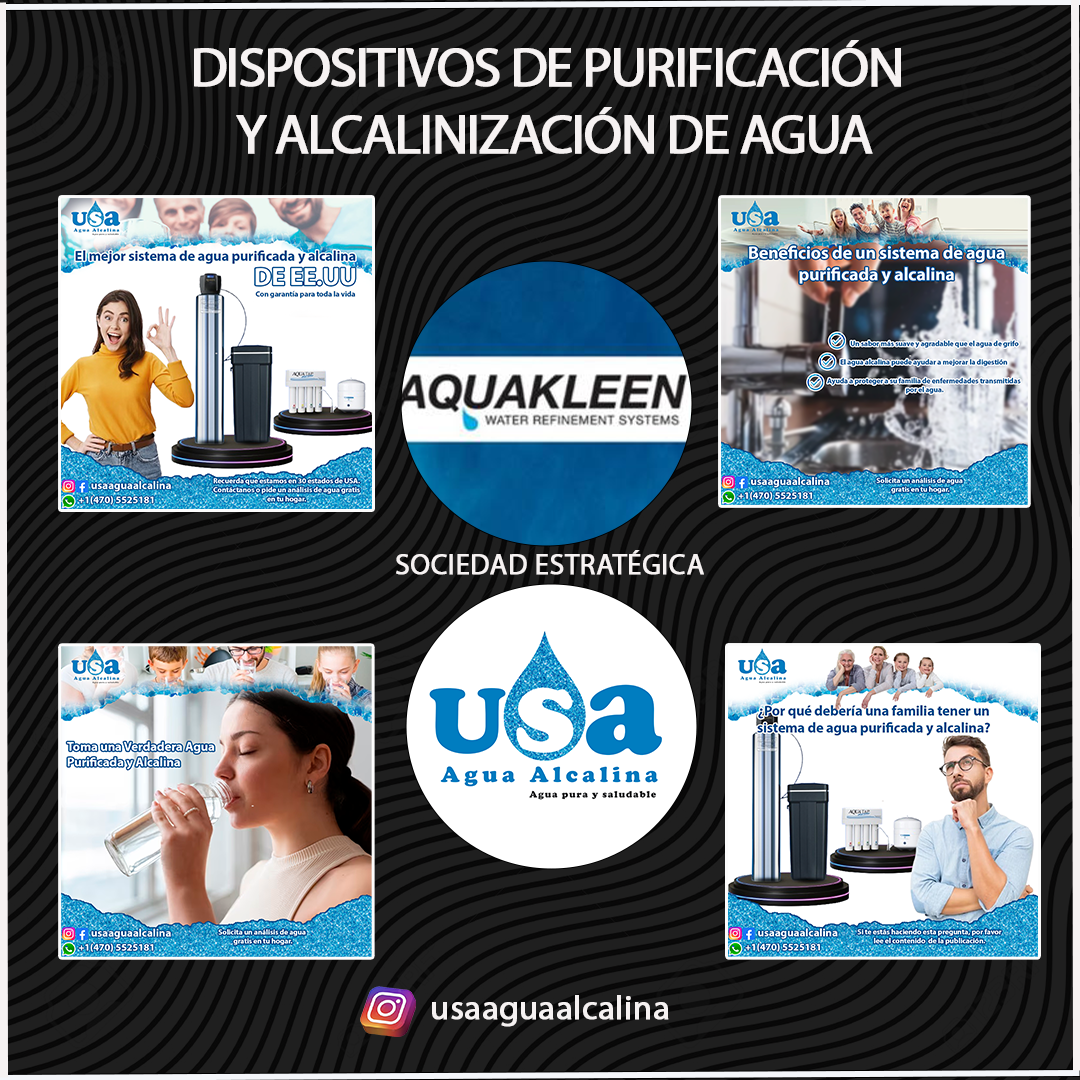 DISPOSITIVOS DE PURIFICACIÓN
Y ALCALINIZACIÓN DE AGUA
usa
Agua Alcalina
El mejor sistema de agua purificada y alcalina
DE EE.UU
Con garantía para toda la vida
AQUATAP
usaaguaalcalina
+1(470) 5525181
Recuerda que estamos en 30 estados de USA.
Contáctanos o pide un análisis de agua gratis
en tu hogar.
AQUAKLEEN
WATER REFINEMENT SYSTEMS
usa
Agua Alcalina
Beneficios de un sistema de agua
purificada y alcalina
Un sabor más suave y agradable que el agua de grifo
El agua alcalina puede ayudar a mejorar la digestión
Ayuda a proteger a su familia de enfermedades transmitidas
por el agua.
usaaguaalcalina
+1(470) 5525181
Solicita un análisis de agua
gratis en tu hogar.
SOCIEDAD ESTRATÉGICA
usa
Agua Alcalina
Agua pura y saludable
usa
Agua Alcalina
Toma una Verdadera Agua
Purificada y Alcalina
usaaguaalcalina
+1(470) 5525181
Solicita un análisis de agua
gratis en tu hogar.
usa
Agua Alcalina
¿Por qué debería una familia tener un
sistema de agua purificada y alcalina?
AQUATAP
usaaguaalcalina
+1(470) 5525181
Si te estás haciendo esta pregunta, por favor
lee el contenido de la publicación.
usaaguaalcalina